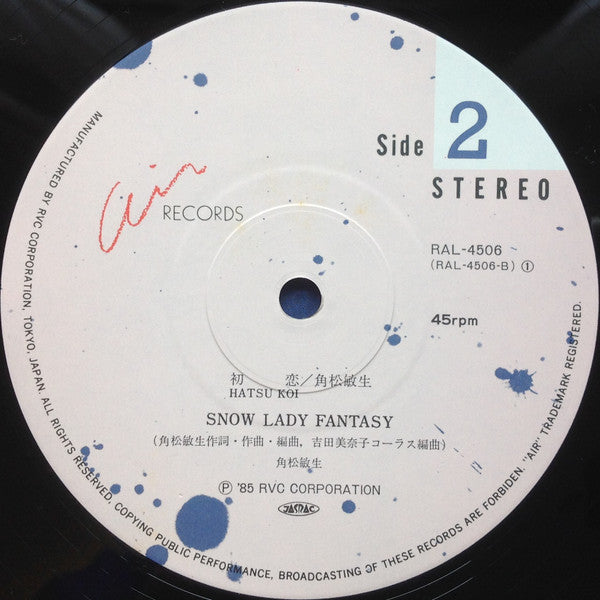 Side 2
STEREO
Air RECORDS
RAL-4506
(RAL-4506-B) ①
45rpm
初 恋/角松敏生
HATSU KOI
SNOW LADY FANTASY
(角松敏生作詞・作曲・編曲, 吉田美奈子コーラス編曲)
角松敏生
Ⓟ '85 RVC CORPORATION
JASRAC
MANUFACTURED BY RVC CORPORATION, TOKYO, JAPAN. ALL RIGHTS RESERVED, COPYING PUBLIC PERFORMANCE, BROADCASTING OF THESE RECORDS ARE FORBIDEN. "AIR" TRADEMARK REGISTERED.